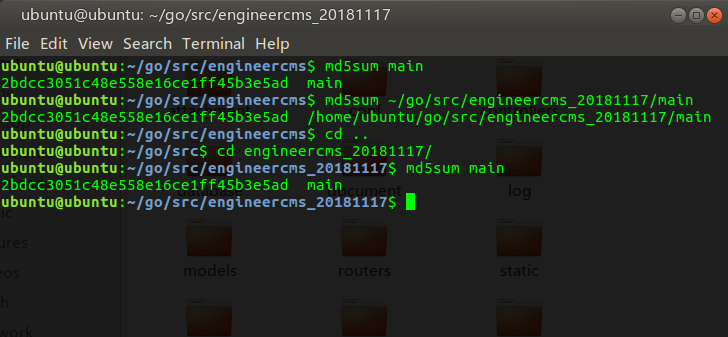 ubuntu@ubuntu: ~/go/src/engineercms_20181117
File Edit View Search Terminal Help
ubuntu@ubuntu:~/go/src/engineercms$ md5sum main
2bdcc3051c48e558e16ce1ff45b3e5ad  main
ubuntu@ubuntu:~/go/src/engineercms$ md5sum ~/go/src/engineercms_20181117/main
2bdcc3051c48e558e16ce1ff45b3e5ad  /home/ubuntu/go/src/engineercms_20181117/main
ubuntu@ubuntu:~/go/src/engineercms$ cd ..
ubuntu@ubuntu:~/go/src$ cd engineercms_20181117/
ubuntu@ubuntu:~/go/src/engineercms_20181117$ md5sum main
2bdcc3051c48e558e16ce1ff45b3e5ad  main
ubuntu@ubuntu:~/go/src/engineercms_20181117$
document log
models routers static